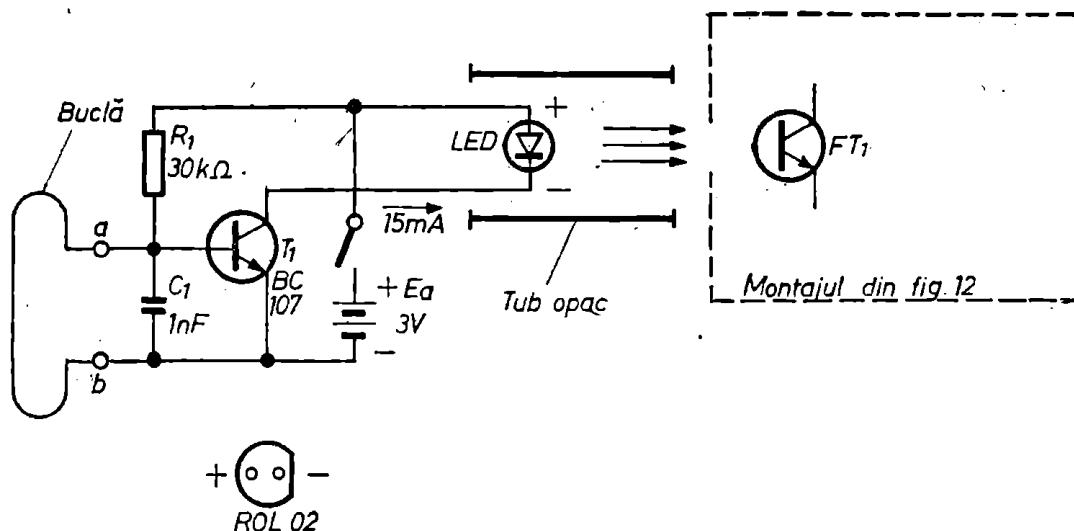 Buclă
R1
30kΩ
a
C1
1nF
b
T1
BC
107
15mA
+ Ea
3V
−
LED
+
−
Tub opac
FT1
Montajul din fig. 12
+
−
ROL 02